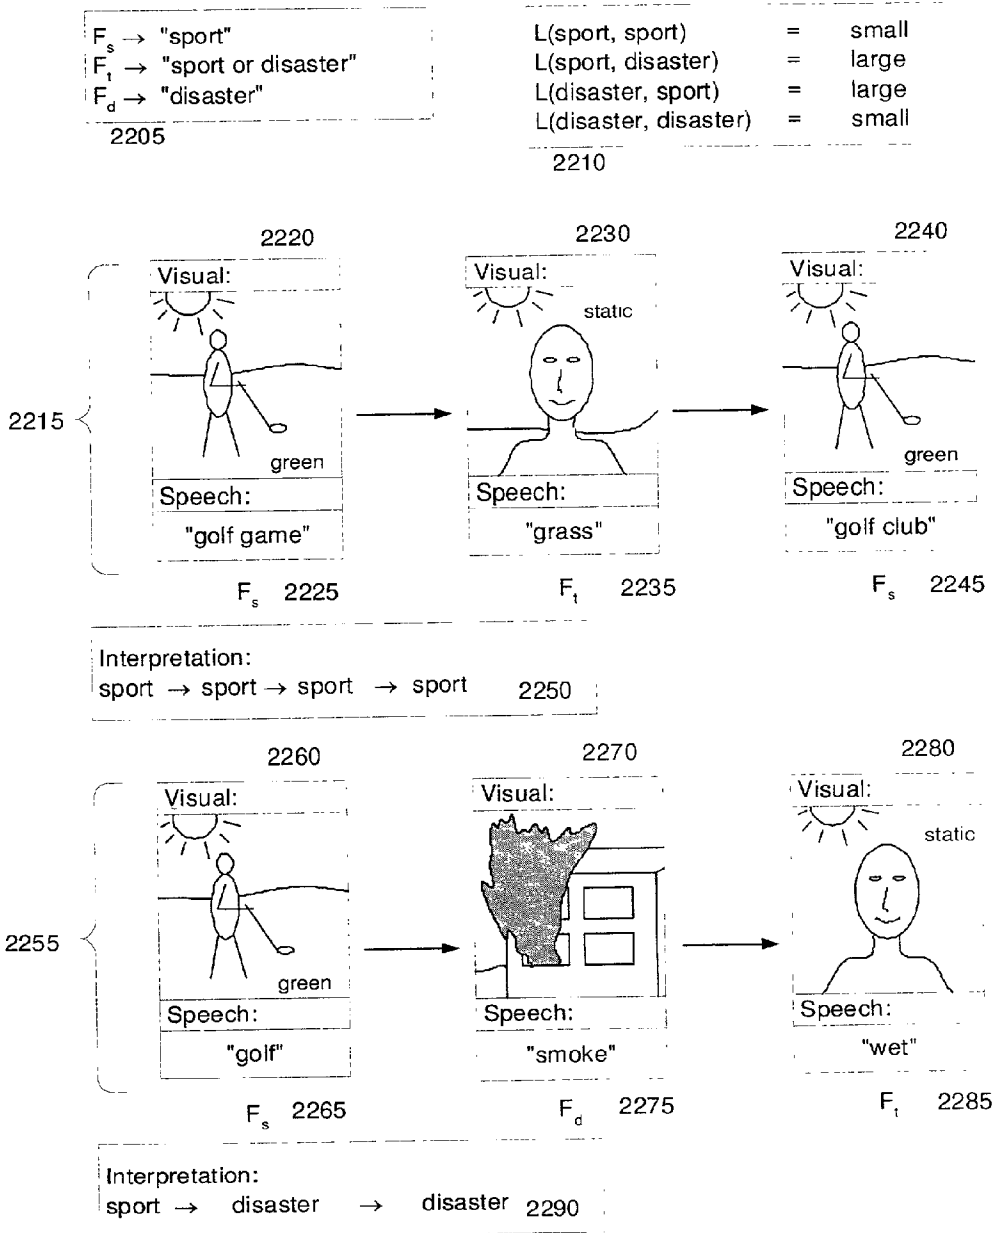 F_s → "sport"
F_t → "sport or disaster"
F_d → "disaster"
2205
L(sport, sport) = small
L(sport, disaster) = large
L(disaster, sport) = large
L(disaster, disaster) = small
2210
2215
2220
Visual:
green
Speech:
"golf game"
F_s 2225
2230
Visual:
static
Speech:
"grass"
F_t 2235
2240
Visual:
green
Speech:
"golf club"
F_s 2245
Interpretation:
sport → sport → sport → sport 2250
2255
2260
Visual:
green
Speech:
"golf"
F_s 2265
2270
Visual:
Speech:
"smoke"
F_d 2275
2280
Visual:
static
Speech:
"wet"
F_t 2285
Interpretation:
sport → disaster → disaster 2290